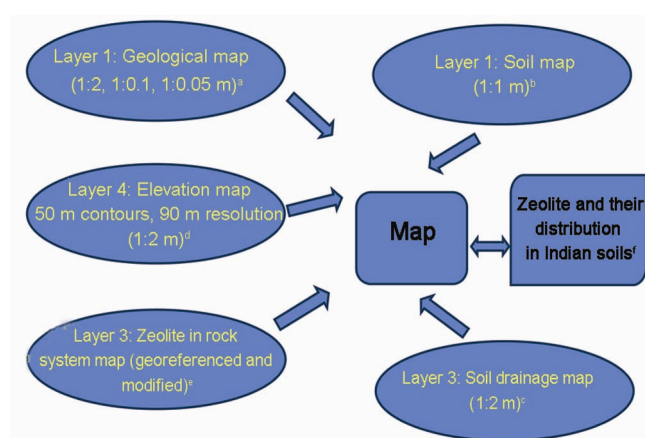 Layer 1: Geological map
(1:2, 1:0.1, 1:0.05 m)ᵃ
Layer 1: Soil map
(1:1 m)ᵇ
Layer 4: Elevation map
50 m contours, 90 m resolution
(1:2 m)ᵈ
Map
Zeolite and their
distribution
in Indian soilsᶠ
Layer 3: Zeolite in rock
system map (georeferenced and
modified)ᵉ
Layer 3: Soil drainage map
(1:2 m)ᶜ